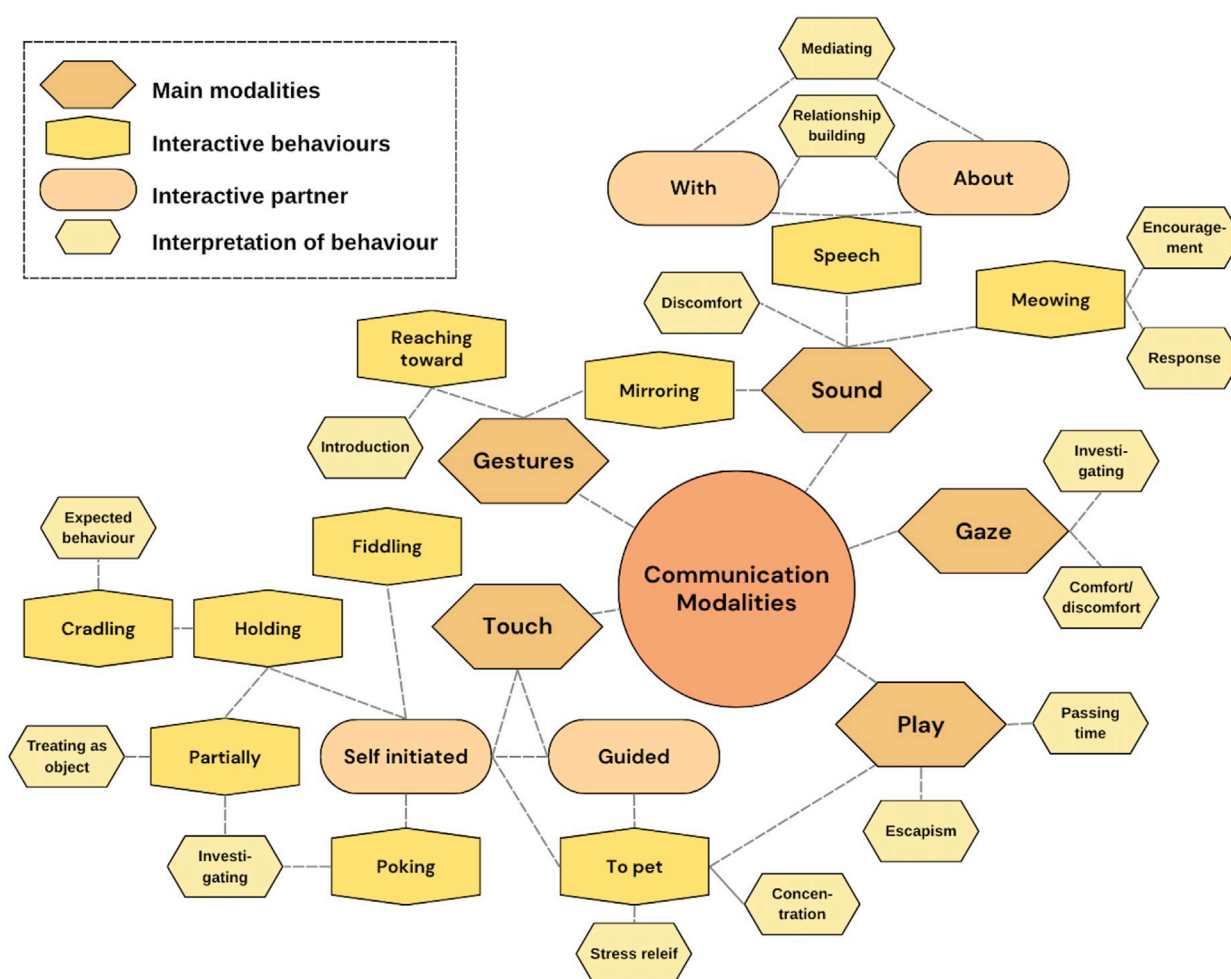 Main modalities
Interactive behaviours
Interactive partner
Interpretation of behaviour
Mediating
Relationship
building
With
About
Speech
Encourage-
ment
Meowing
Response
Discomfort
Reaching
toward
Mirroring
Sound
Introduction
Gestures
Investi-
gating
Gaze
Comfort/
discomfort
Expected
behaviour
Fiddling
Communication
Modalities
Cradling
Holding
Touch
Treating as
object
Partially
Self initiated
Guided
Play
Passing
time
Escapism
Investi-
gating
Poking
To pet
Concen-
tration
Stress releif